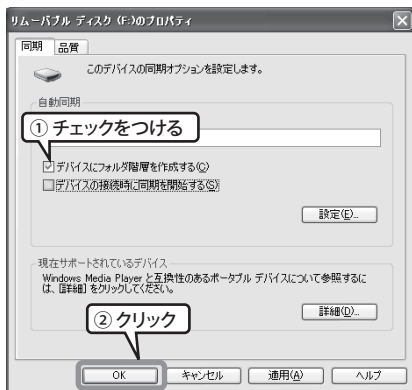 リムーバブル ディスク (F:)のプロパティ
同期 品質
このデバイスの同期オプションを設定します。
自動同期
① チェックをつける
デバイスにフォルダ階層を作成する(C)
デバイスの接続時に同期を開始する(S)
設定(E)...
現在サポートされているデバイス
Windows Media Player と互換性のあるポータブル デバイスについて参照するに
は、[詳細] をクリックしてください。
② クリック
詳細(D)...
OK キャンセル 適用(A) ヘルプ